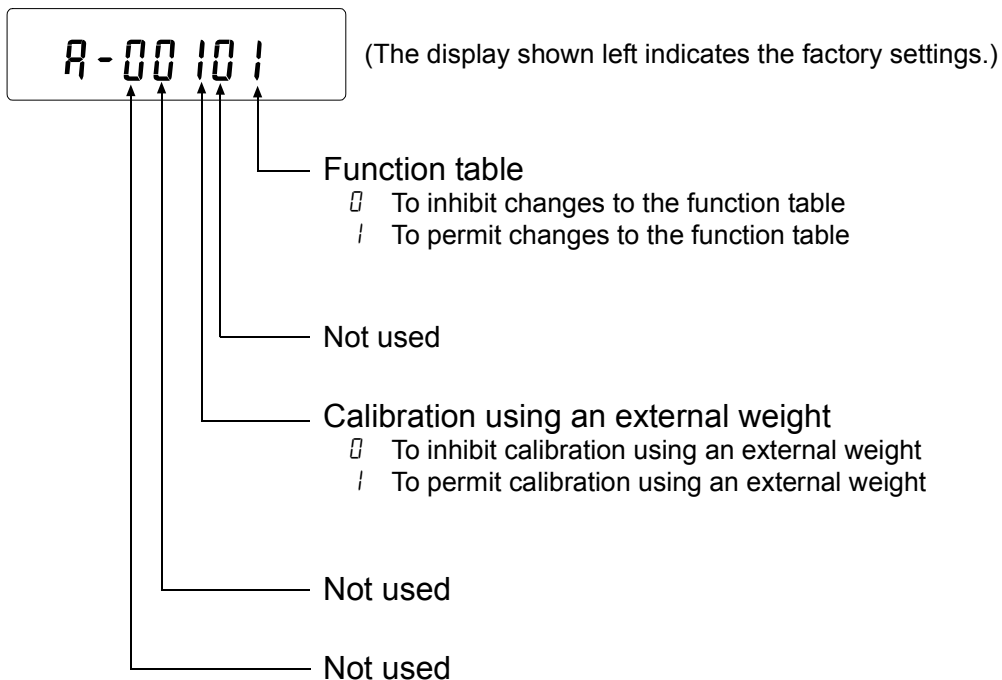 A-00101
(The display shown left indicates the factory settings.)
Function table
0 To inhibit changes to the function table
1 To permit changes to the function table
Not used
Calibration using an external weight
0 To inhibit calibration using an external weight
1 To permit calibration using an external weight
Not used
Not used